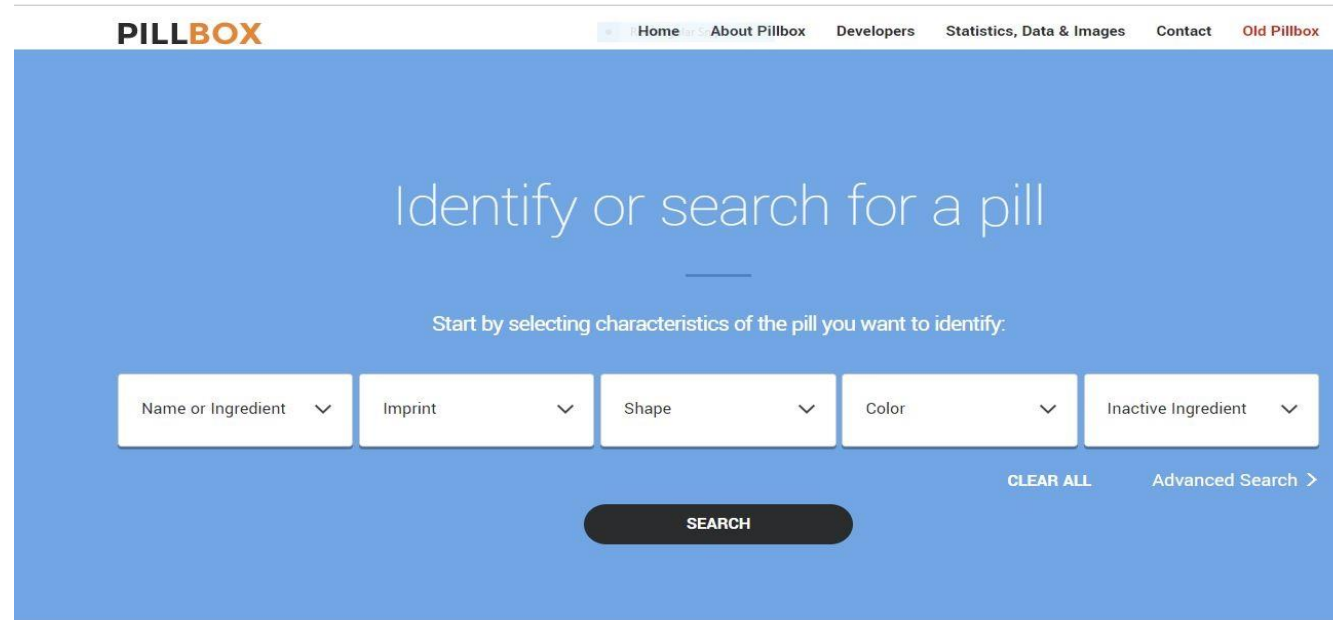 PILLBOX
Home About Pillbox Developers Statistics, Data & Images Contact Old Pillbox
Identify or search for a pill
Start by selecting characteristics of the pill you want to identify:
Name or Ingredient Imprint Shape Color Inactive Ingredient
CLEAR ALL Advanced Search >
SEARCH